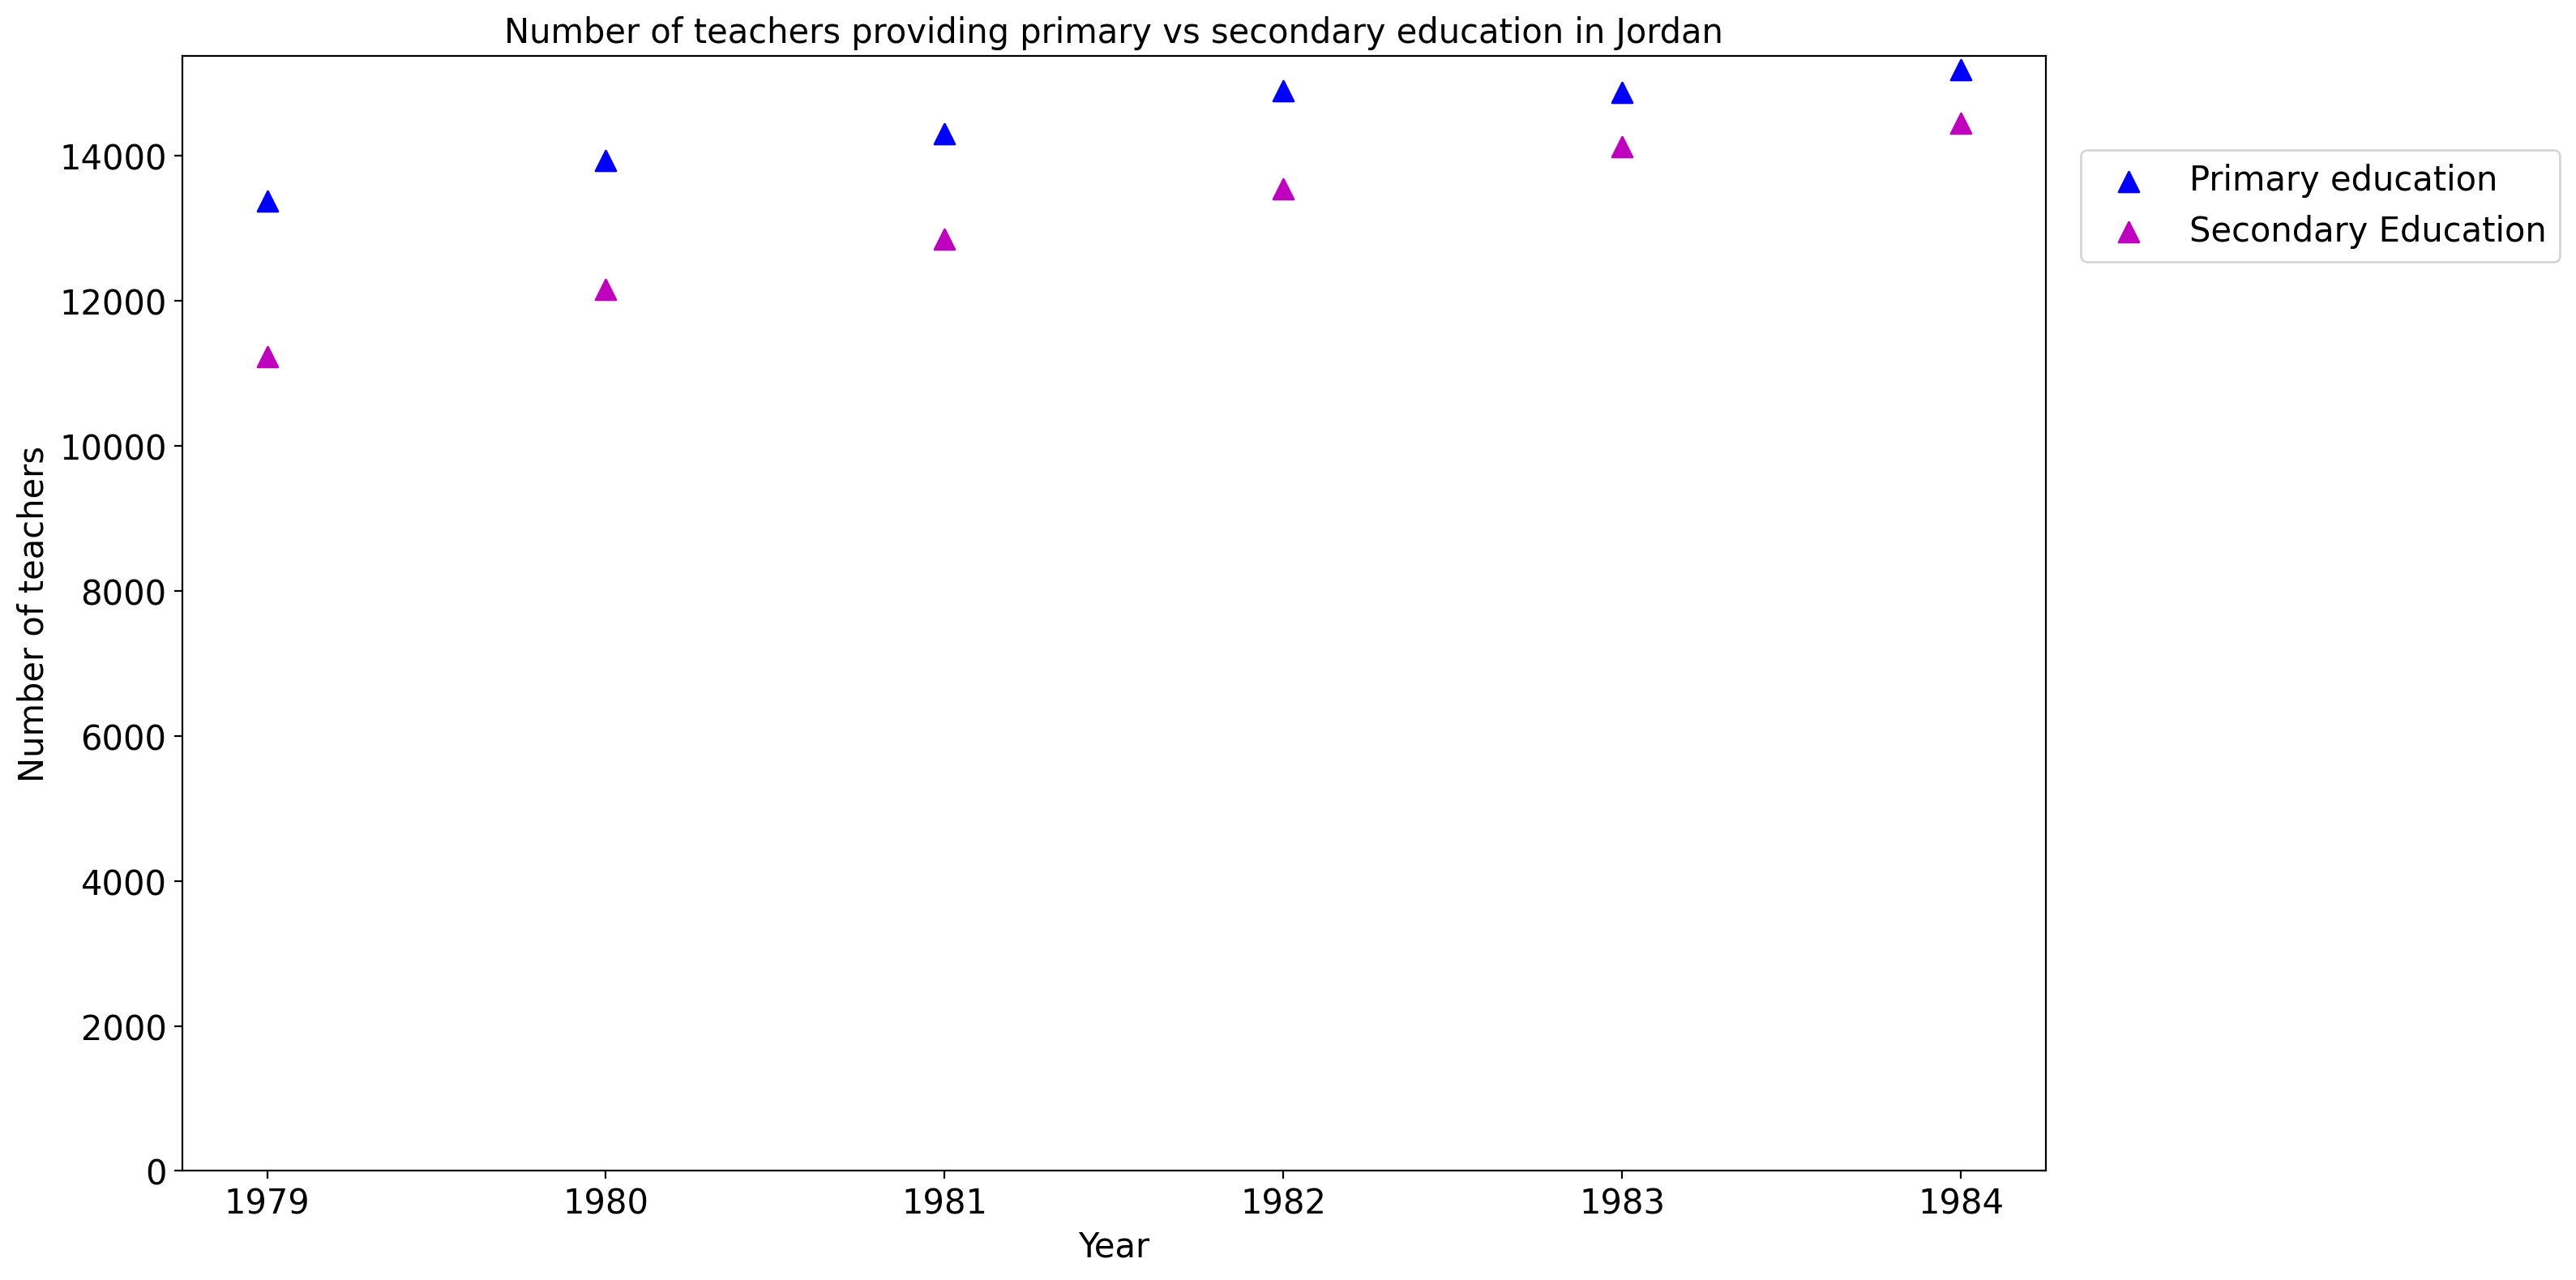 Number of teachers providing primary vs secondary education in Jordan
Number of teachers
14000
12000
10000
8000
6000
4000
2000
0
1979 1980 1981 1982 1983 1984
Year
Primary education
Secondary Education